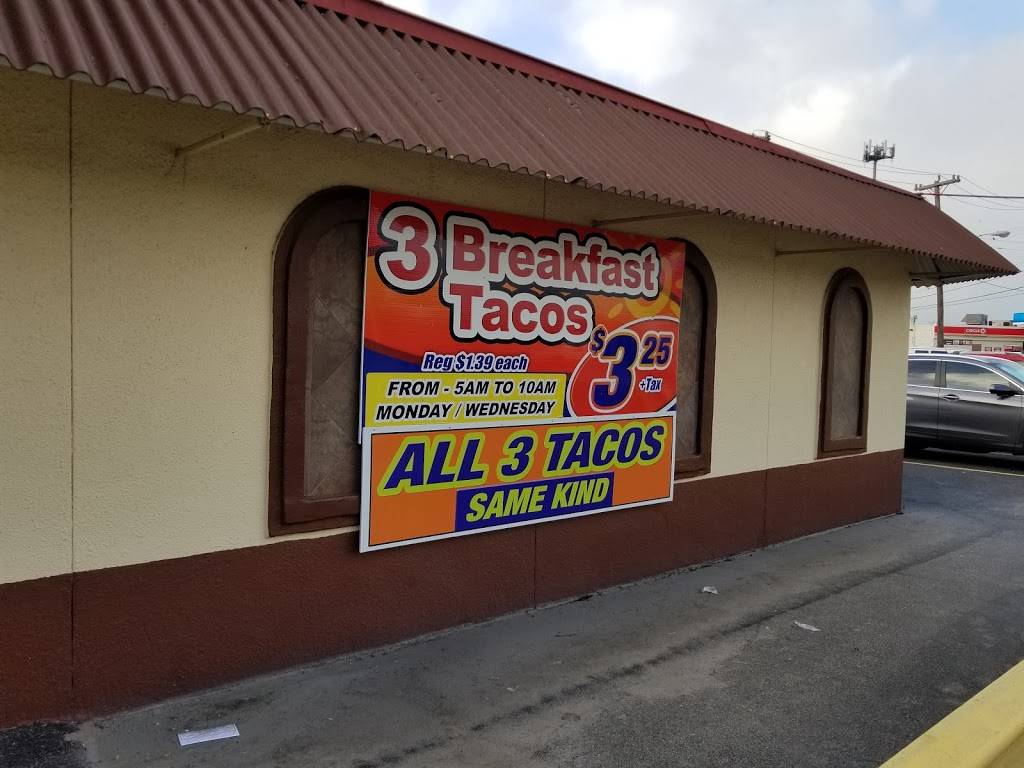 3 Breakfast
Tacos
$3.25
+Tax
Reg $1.39 each
FROM - 5AM TO 10AM
MONDAY / WEDNESDAY
ALL 3 TACOS
SAME KIND
CIRCLE K